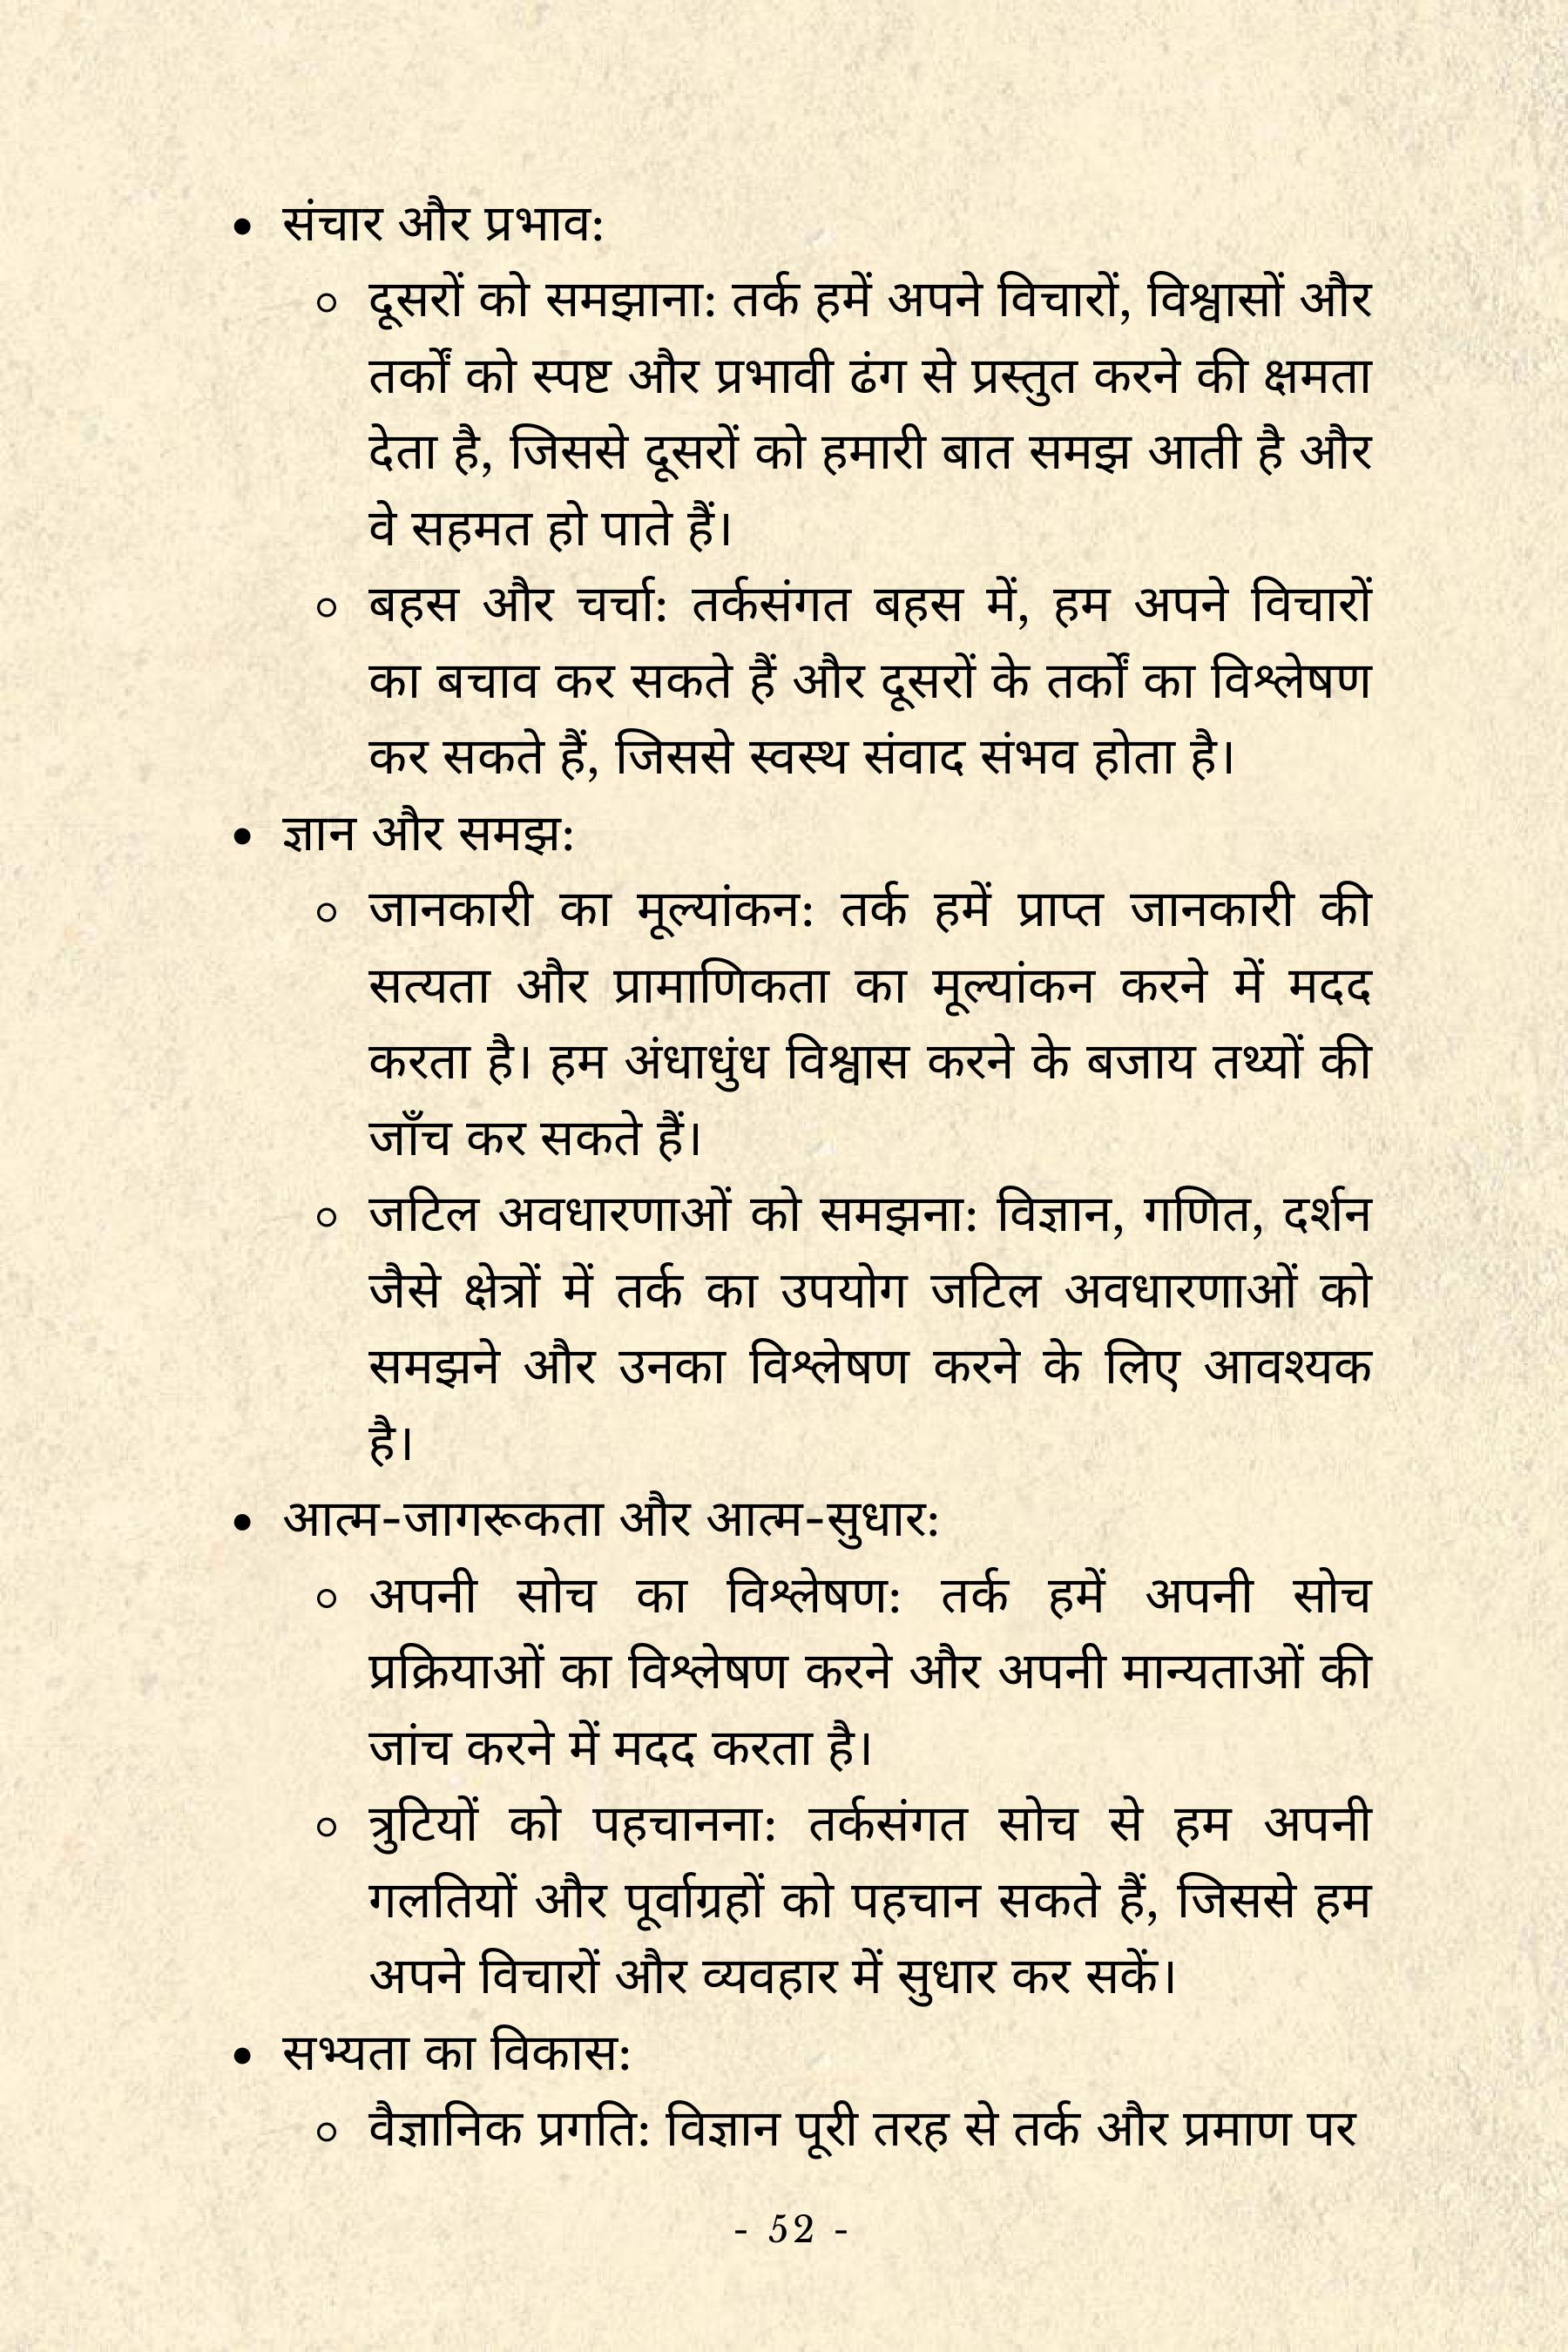 • संचार और प्रभाव:
◦ दूसरों को समझाना: तर्क हमें अपने विचारों, विश्वासों और
तर्कों को स्पष्ट और प्रभावी ढंग से प्रस्तुत करने की क्षमता
देता है, जिससे दूसरों को हमारी बात समझ आती है और
वे सहमत हो पाते हैं।
◦ बहस और चर्चा: तर्कसंगत बहस में, हम अपने विचारों
का बचाव कर सकते हैं और दूसरों के तर्कों का विश्लेषण
कर सकते हैं, जिससे स्वस्थ संवाद संभव होता है।
• ज्ञान और समझ:
◦ जानकारी का मूल्यांकन: तर्क हमें प्राप्त जानकारी की
सत्यता और प्रामाणिकता का मूल्यांकन करने में मदद
करता है। हम अंधाधुंध विश्वास करने के बजाय तथ्यों की
जाँच कर सकते हैं।
◦ जटिल अवधारणाओं को समझना: विज्ञान, गणित, दर्शन
जैसे क्षेत्रों में तर्क का उपयोग जटिल अवधारणाओं को
समझने और उनका विश्लेषण करने के लिए आवश्यक
है।
• आत्म-जागरूकता और आत्म-सुधार:
◦ अपनी सोच का विश्लेषण: तर्क हमें अपनी सोच
प्रक्रियाओं का विश्लेषण करने और अपनी मान्यताओं की
जांच करने में मदद करता है।
◦ त्रुटियों को पहचानना: तर्कसंगत सोच से हम अपनी
गलतियों और पूर्वाग्रहों को पहचान सकते हैं, जिससे हम
अपने विचारों और व्यवहार में सुधार कर सकें।
• सभ्यता का विकास:
◦ वैज्ञानिक प्रगति: विज्ञान पूरी तरह से तर्क और प्रमाण पर
- 52 -